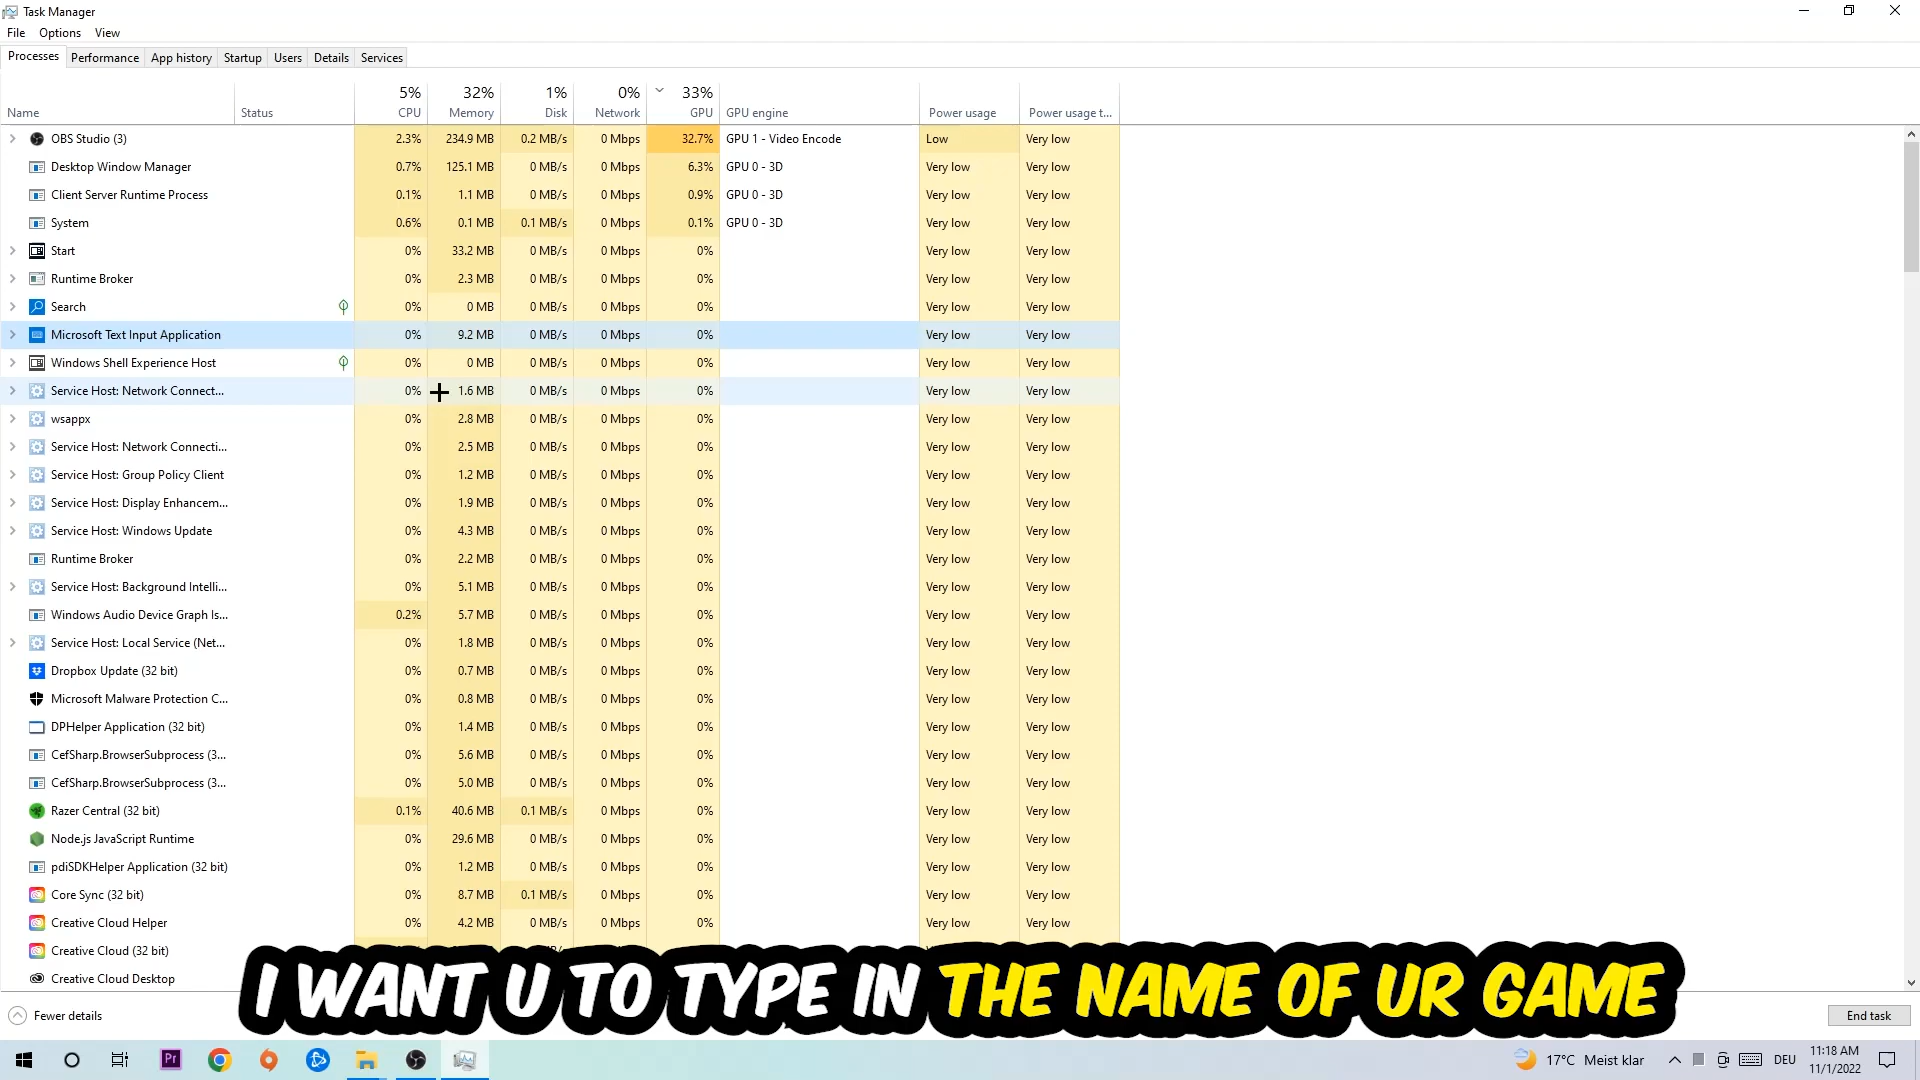 Task Manager
File Options View
Processes Performance App history Startup Users Details Services
5% 32% 1% 0% 33%
Name Status CPU Memory Disk Network GPU GPU engine Power usage Power usage t...
OBS Studio (3) 2.3% 234.9 MB 0.2 MB/s 0 Mbps 32.7% GPU 1 - Video Encode Low Very low
Desktop Window Manager 0.7% 125.1 MB 0 MB/s 0 Mbps 6.3% GPU 0 - 3D Very low Very low
Client Server Runtime Process 0.1% 1.1 MB 0 MB/s 0 Mbps 0.9% GPU 0 - 3D Very low Very low
System 0.6% 0.1 MB 0.1 MB/s 0 Mbps 0.1% GPU 0 - 3D Very low Very low
Start 0% 33.2 MB 0 MB/s 0 Mbps 0% Very low Very low
Runtime Broker 0% 2.3 MB 0 MB/s 0 Mbps 0% Very low Very low
Search 0% 0 MB 0 MB/s 0 Mbps 0% Very low Very low
Microsoft Text Input Application 0% 9.2 MB 0 MB/s 0 Mbps 0% Very low Very low
Windows Shell Experience Host 0% 0 MB 0 MB/s 0 Mbps 0% Very low Very low
Service Host: Network Connect... 0% 1.6 MB 0 MB/s 0 Mbps 0% Very low Very low
wsappx 0% 2.8 MB 0 MB/s 0 Mbps 0% Very low Very low
Service Host: Network Connecti... 0% 2.5 MB 0 MB/s 0 Mbps 0% Very low Very low
Service Host: Group Policy Client 0% 1.2 MB 0 MB/s 0 Mbps 0% Very low Very low
Service Host: Display Enhancem... 0% 1.9 MB 0 MB/s 0 Mbps 0% Very low Very low
Service Host: Windows Update 0% 4.3 MB 0 MB/s 0 Mbps 0% Very low Very low
Runtime Broker 0% 2.2 MB 0 MB/s 0 Mbps 0% Very low Very low
Service Host: Background Intelli... 0% 5.1 MB 0 MB/s 0 Mbps 0% Very low Very low
Windows Audio Device Graph Is... 0.2% 5.7 MB 0 MB/s 0 Mbps 0% Very low Very low
Service Host: Local Service (Net... 0% 1.8 MB 0 MB/s 0 Mbps 0% Very low Very low
Dropbox Update (32 bit) 0% 0.7 MB 0 MB/s 0 Mbps 0% Very low Very low
Microsoft Malware Protection C... 0% 0.8 MB 0 MB/s 0 Mbps 0% Very low Very low
DPHelper Application (32 bit) 0% 1.4 MB 0 MB/s 0 Mbps 0% Very low Very low
CefSharp.BrowserSubprocess (3... 0% 5.6 MB 0 MB/s 0 Mbps 0% Very low Very low
CefSharp.BrowserSubprocess (3... 0% 5.0 MB 0 MB/s 0 Mbps 0% Very low Very low
Razer Central (32 bit) 0.1% 40.6 MB 0.1 MB/s 0 Mbps 0% Very low Very low
Node.js JavaScript Runtime 0% 29.6 MB 0 MB/s 0 Mbps 0% Very low Very low
pdiSDKHelper Application (32 bit) 0% 1.2 MB 0 MB/s 0 Mbps 0% Very low Very low
Core Sync (32 bit) 0% 8.7 MB 0.1 MB/s 0 Mbps 0% Very low Very low
Creative Cloud Helper 0% 4.2 MB 0 MB/s 0 Mbps 0% Very low Very low
Creative Cloud (32 bit)
Creative Cloud Desktop
I WANT U TO TYPE IN THE NAME OF UR GAME
Fewer details End task
Pr 17°C Meist klar DEU 11:18 AM
11/1/2022